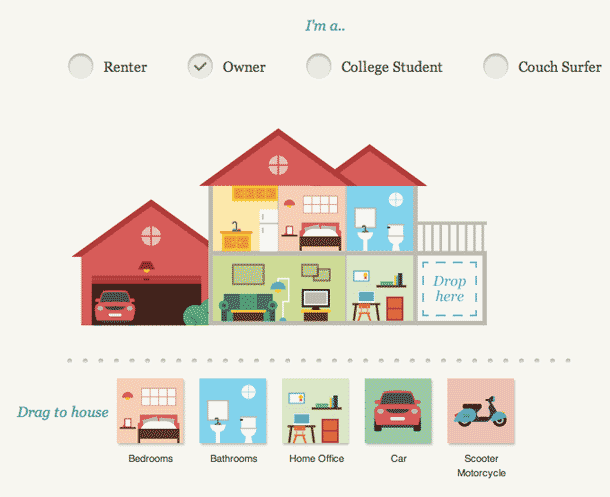 I'm a..
Renter
Owner
College Student
Couch Surfer
Drop
here
Drag to house
Bedrooms
Bathrooms
Home Office
Car
Scooter
Motorcycle